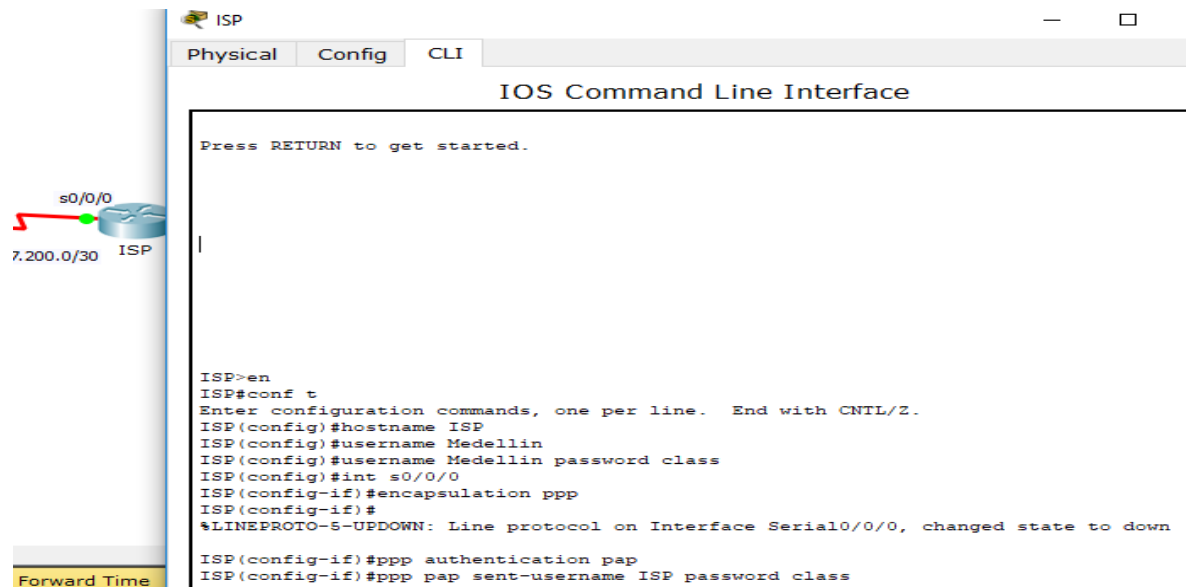 ISP
Physical Config CLI
IOS Command Line Interface
Press RETURN to get started.
s0/0/0
7.200.0/30 ISP
ISP>en
ISP#conf t
Enter configuration commands, one per line.  End with CNTL/Z.
ISP(config)#hostname ISP
ISP(config)#username Medellin
ISP(config)#username Medellin password class
ISP(config)#int s0/0/0
ISP(config-if)#encapsulation ppp
ISP(config-if)#
%LINEPROTO-5-UPDOWN: Line protocol on Interface Serial0/0/0, changed state to down
ISP(config-if)#ppp authentication pap
ISP(config-if)#ppp pap sent-username ISP password class
Forward Time